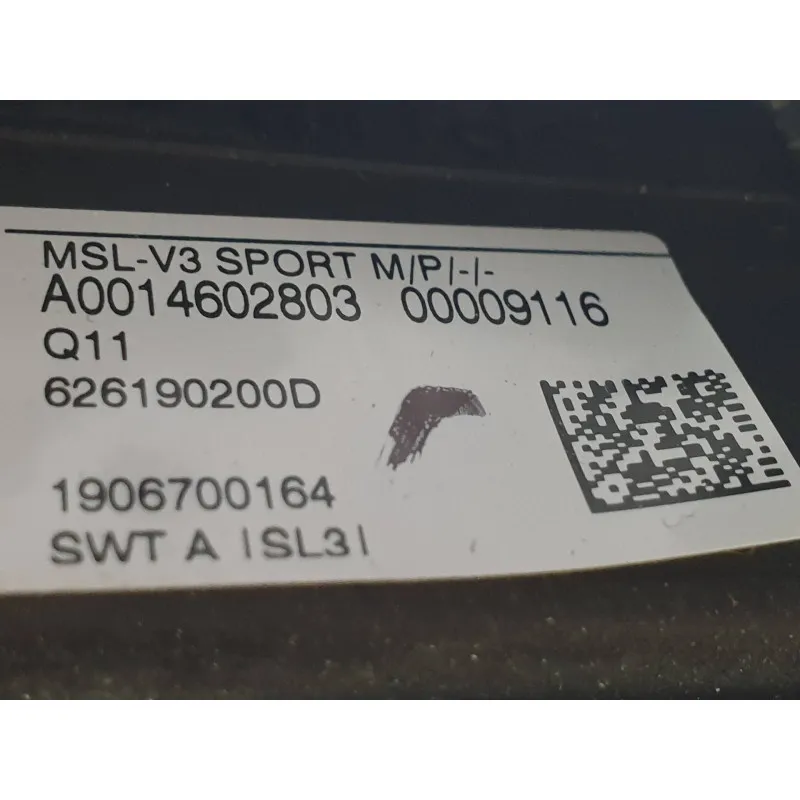 MSL-V3 SPORT M/P/-/-
A0014602803 00009116
Q11
626190200D
1906700164
SWT A |SL3|